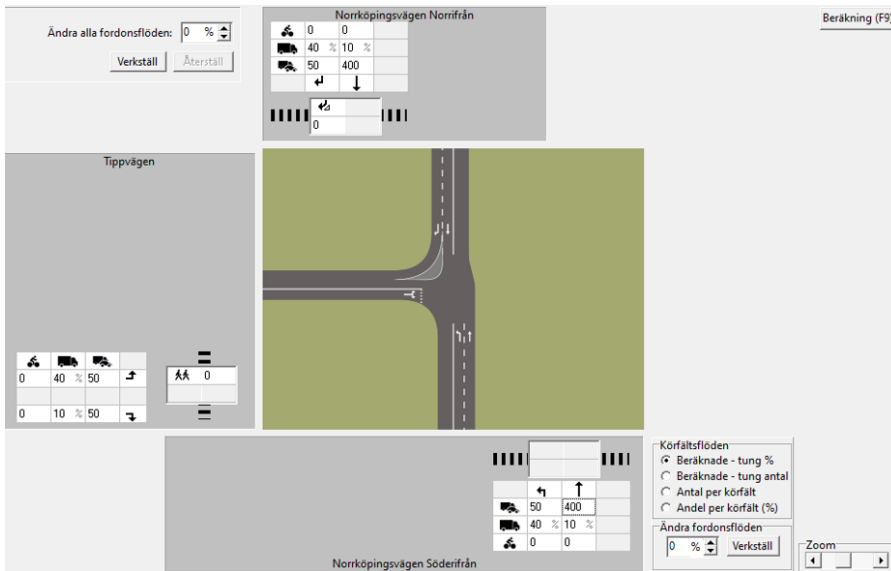 Norrköpingsvägen Norrifrån
Ändra alla fordonsflöden: 0 %
Verkställ Återställ
Beräkning (F9)
0 0
40 % 10 %
50 400
0
Tippvägen
0 40 % 50
0 10 % 50
0
50 400
40 % 10 %
0 0
Norrköpingsvägen Söderifrån
Körfältsflöden
Beräknade - tung %
Beräknade - tung antal
Antal per körfält
Andel per körfält (%)
Ändra fordonsflöden
0 % Verkställ
Zoom